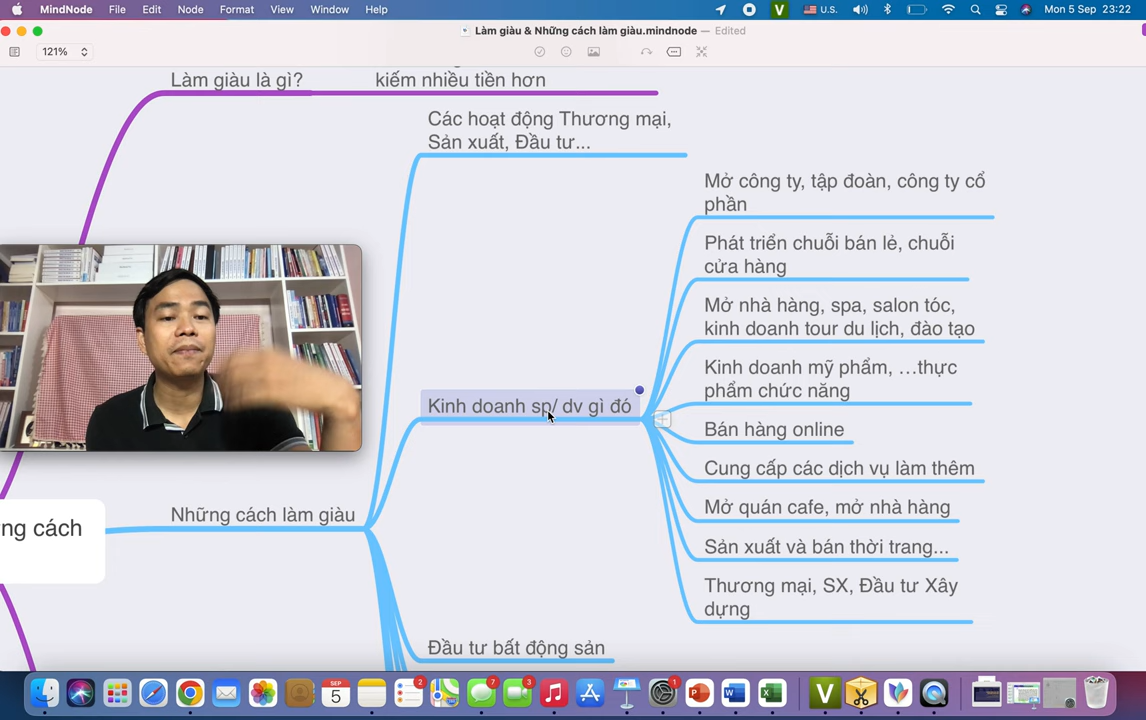 MindNode File Edit Node Format View Window Help
V U.S. Mon 5 Sep 23:22
Làm giàu & Những cách làm giàu.mindnode — Edited
121%
Làm giàu là gì?
kiếm nhiều tiền hơn
Các hoạt động Thương mại,
Sản xuất, Đầu tư...
Mở công ty, tập đoàn, công ty cổ
phần
Phát triển chuỗi bán lẻ, chuỗi
cửa hàng
Mở nhà hàng, spa, salon tóc,
kinh doanh tour du lịch, đào tạo
Kinh doanh mỹ phẩm, ...thực
phẩm chức năng
Kinh doanh sp/ dv gì đó
Bán hàng online
Cung cấp các dịch vụ làm thêm
Mở quán cafe, mở nhà hàng
Những cách làm giàu
ng cách
Sản xuất và bán thời trang...
Thương mại, SX, Đầu tư Xây
dựng
Đầu tư bất động sản
SEP
5
2
7
3
1
P
W
X
V